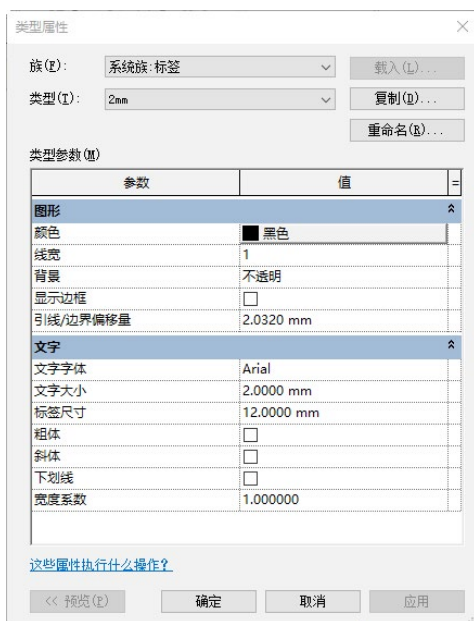 类型属性
族(F): 系统族:标签 载入(L)...
类型(T): 2mm 复制(D)...
重命名(R)...
类型参数(M)
参数 值 =
图形
颜色 黑色
线宽 1
背景 不透明
显示边框
引线/边界偏移量 2.0320 mm
文字
文字字体 Arial
文字大小 2.0000 mm
标签尺寸 12.0000 mm
粗体
斜体
下划线
宽度系数 1.000000
这些属性执行什么操作?
<< 预览(P) 确定 取消 应用